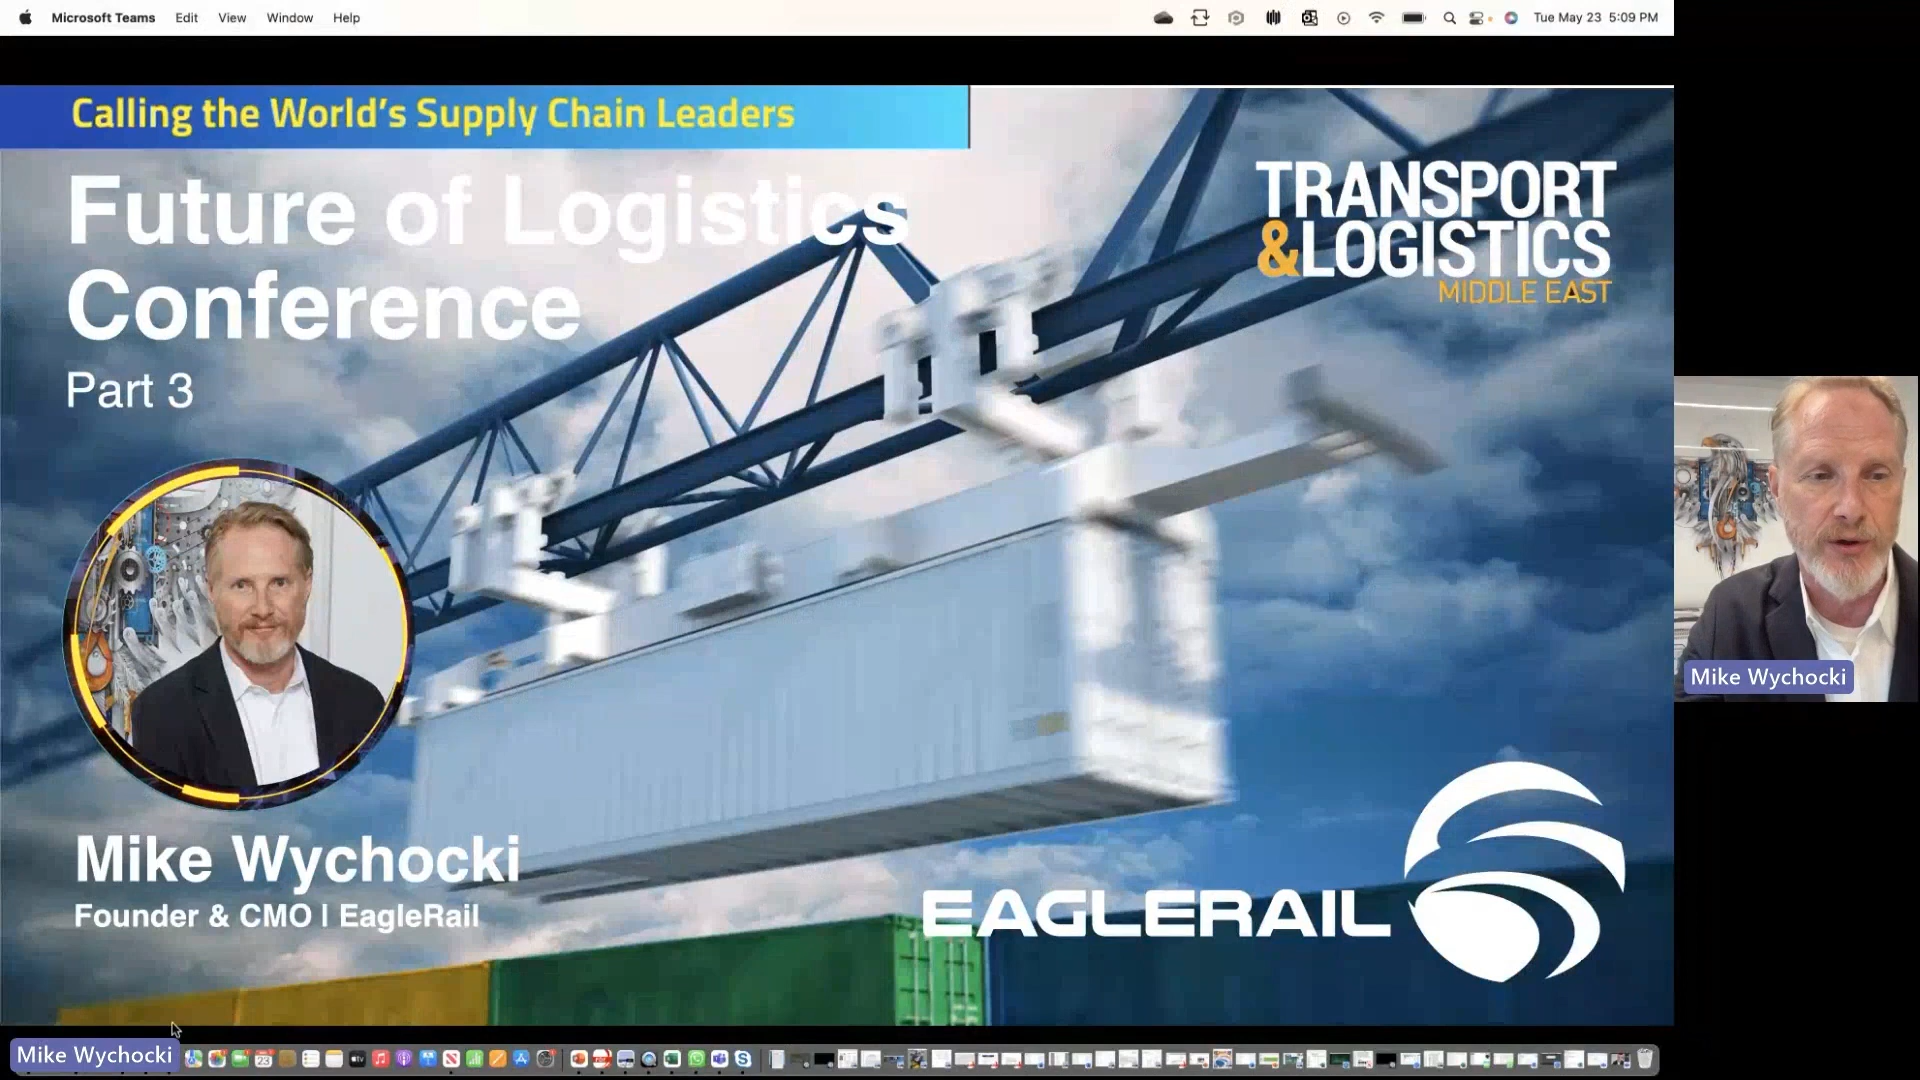 Microsoft Teams Edit View Window Help Tue May 23 5:09 PM
Calling the World's Supply Chain Leaders
Future of Logistics
Conference
Part 3
TRANSPORT
&LOGISTICS
MIDDLE EAST
Mike Wychocki
Mike Wychocki
Founder & CMO | EagleRail
EAGLERAIL
Mike Wychocki
23